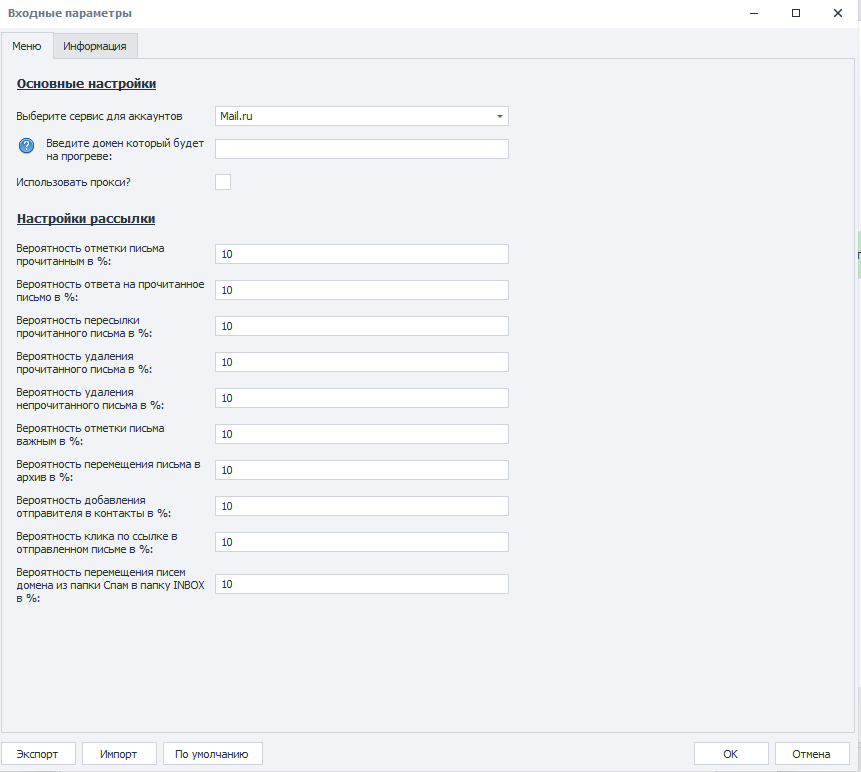 Входные параметры
Меню
Информация
Основные настройки
Выберите сервис для аккаунтов
Mail.ru
Введите домен который будет
на прогреве:
Использовать прокси?
Настройки рассылки
Вероятность отметки письма
прочитанным в %:
10
Вероятность ответа на прочитанное
письмо в %:
10
Вероятность пересылки
прочитанного письма в %:
10
Вероятность удаления
прочитанного письма в %:
10
Вероятность удаления
непрочитанного письма в %:
10
Вероятность отметки письма
важным в %:
10
Вероятность перемещения письма в
архив в %:
10
Вероятность добавления
отправителя в контакты в %:
10
Вероятность клика по ссылке в
отправленном письме в %:
10
Вероятность перемещения писем
домена из папки Спам в папку INBOX
в %:
10
Экспорт
Импорт
По умолчанию
OK
Отмена